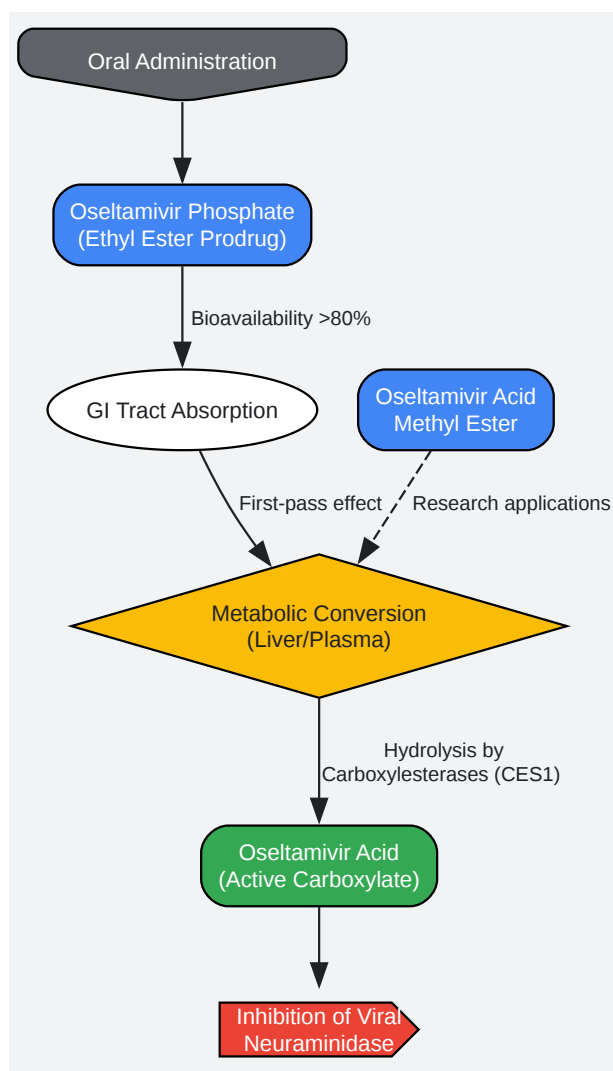 Oral Administration
Oseltamivir Phosphate
(Ethyl Ester Prodrug)
Bioavailability >80%
GI Tract Absorption
Oseltamivir Acid
Methyl Ester
First-pass effect
Research applications
Metabolic Conversion
(Liver/Plasma)
Hydrolysis by
Carboxylesterases (CES1)
Oseltamivir Acid
(Active Carboxylate)
Inhibition of Viral
Neuraminidase